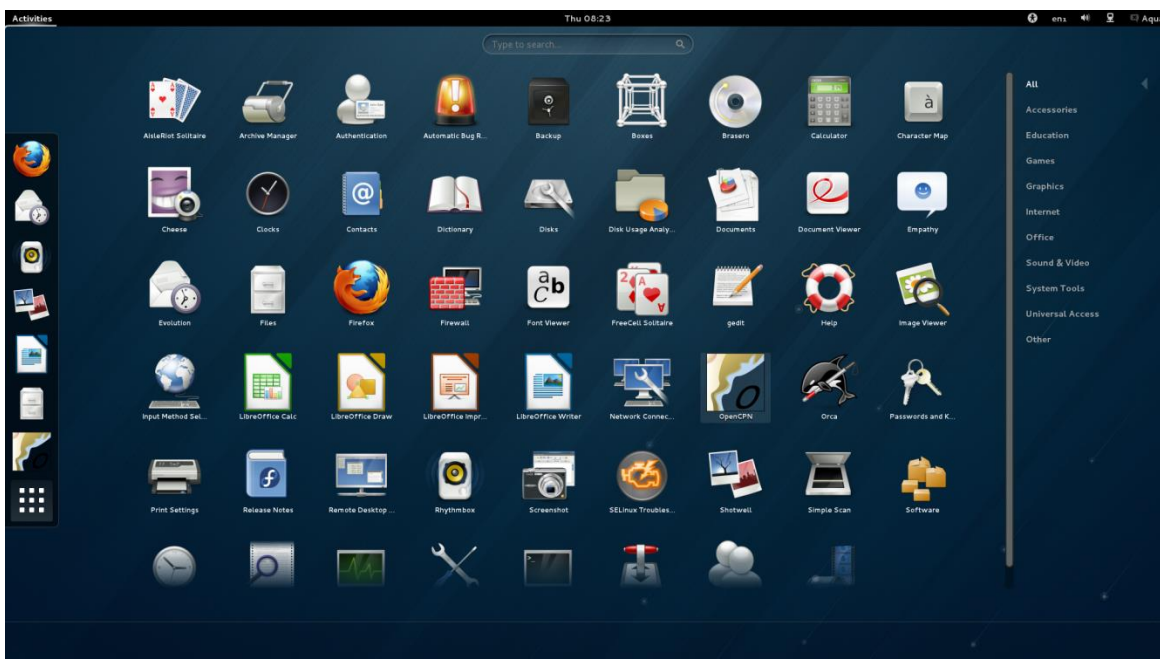 Activities Thu 08:23 en₁ Aqu
Type to search...
AisleRiot Solitaire Archive Manager Authentication Automatic Bug R... Backup Boxes Brasero Calculator Character Map
Cheese Clocks Contacts Dictionary Disks Disk Usage Analy... Documents Document Viewer Empathy
Evolution Files Firefox Firewall Font Viewer FreeCell Solitaire gedit Help Image Viewer
Input Method Sel... LibreOffice Calc LibreOffice Draw LibreOffice Impr... LibreOffice Writer Network Connec... OpenCPN Orca Passwords and K...
Print Settings Release Notes Remote Desktop ... Rhythmbox Screenshot SELinux Troubles... Shotwell Simple Scan Software
All
Accessories
Education
Games
Graphics
Internet
Office
Sound & Video
System Tools
Universal Access
Other